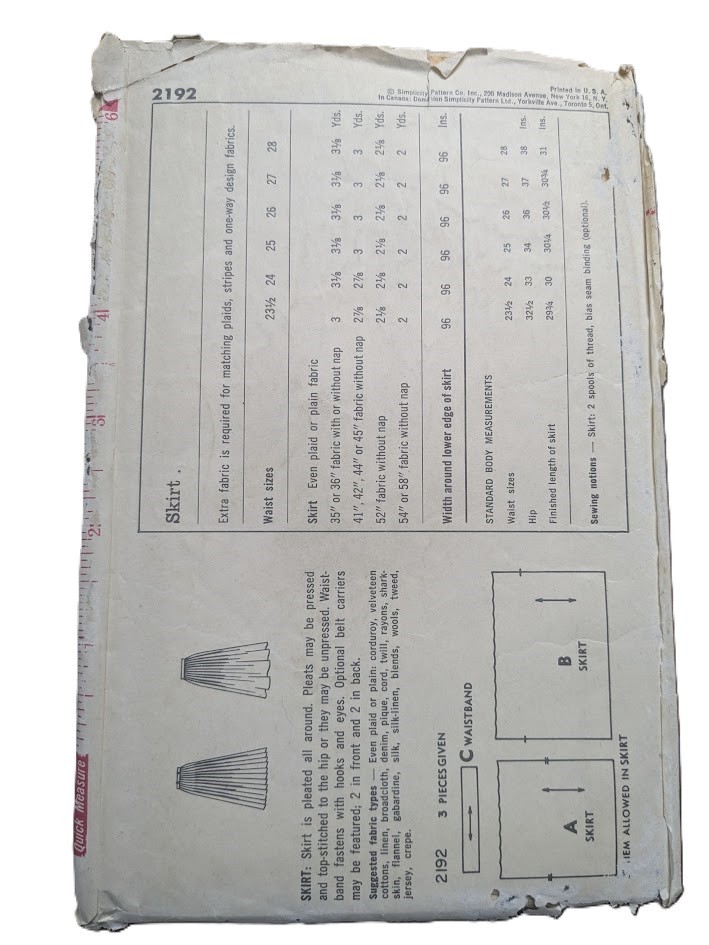 2192
© Simplicity Pattern Co. Inc., 200 Madison Avenue, New York 16, N. Y.
Printed in U. S. A.
In Canada: Dominion Simplicity Pattern Ltd., Yorkville Ave., Toronto 5, Ont.
Quick Measure
2
3
4
6
SKIRT: Skirt is pleated all around. Pleats may be pressed
and top-stitched to the hip or they may be unpressed. Waist-
band fastens with hooks and eyes. Optional belt carriers
may be featured; 2 in front and 2 in back.
Suggested fabric types — Even plaid or plain: corduroy, velveteen
cottons, linen, broadcloth, denim, pique, cord, twill, rayons, shark-
skin, flannel, gabardine, silk, silk-linen, blends, wools, tweed,
jersey, crepe.
2192 3 PIECES GIVEN
C WAISTBAND
A
SKIRT
B
SKIRT
ALLOWED IN SKIRT
Skirt.
Extra fabric is required for matching plaids, stripes and one-way design fabrics.
Waist sizes 23½ 24 25 26 27 28
Skirt Even plaid or plain fabric
35" or 36" fabric with or without nap 3 3⅛ 3⅛ 3⅛ 3⅛ 3⅛ Yds.
41", 42", 44" or 45" fabric without nap 2⅞ 2⅞ 3 3 3 3 Yds.
52" fabric without nap 2⅛ 2⅛ 2⅛ 2⅛ 2⅛ 2⅛ Yds.
54" or 58" fabric without nap 2 2 2 2 2 2 Yds.
Width around lower edge of skirt 96 96 96 96 96 96 Ins.
STANDARD BODY MEASUREMENTS
Waist sizes 23½ 24 25 26 27 28
Hip 32½ 33 34 36 37 38 Ins.
Finished length of skirt 29¾ 30 30¼ 30½ 30¾ 31 Ins.
Sewing notions — Skirt: 2 spools of thread, bias seam binding (optional).